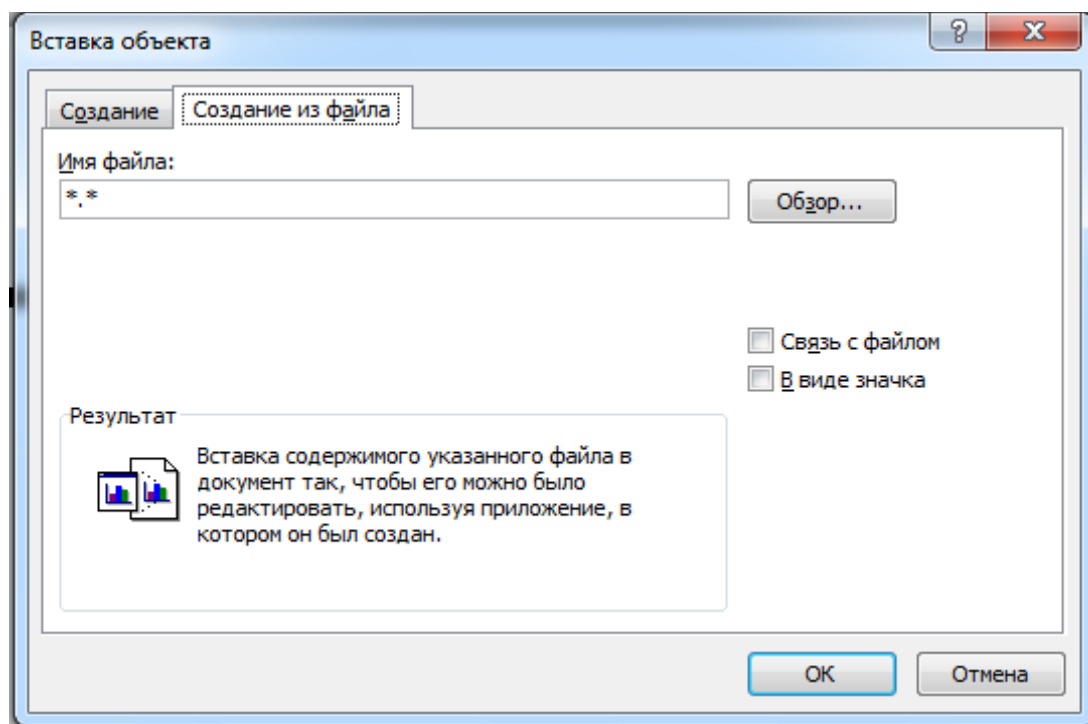 Вставка объекта
Создание
Создание из файла
Имя файла:
*.*
Обзор...
Связь с файлом
В виде значка
Результат
Вставка содержимого указанного файла в
документ так, чтобы его можно было
редактировать, используя приложение, в
котором он был создан.
ОК
Отмена